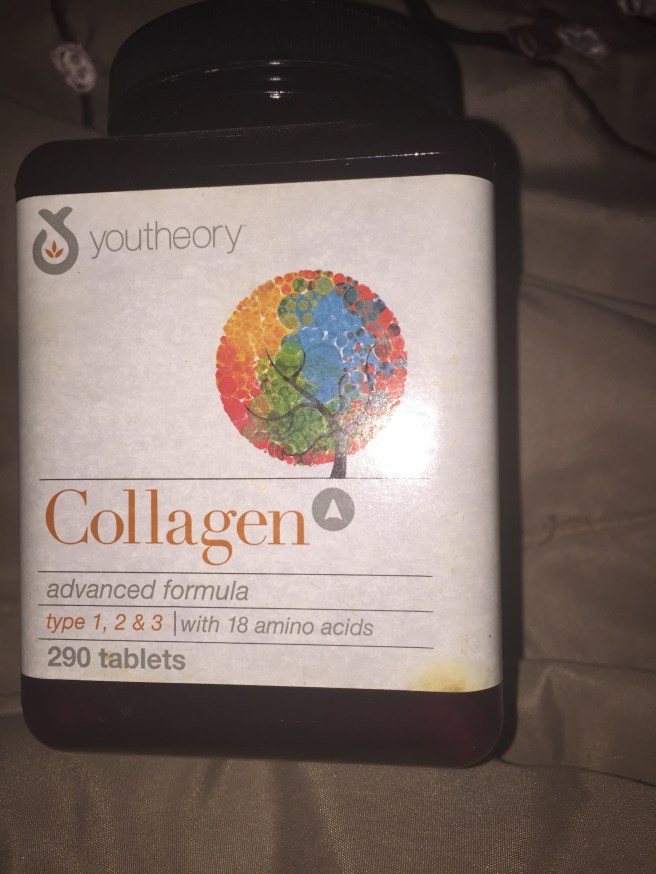 youtheory
Collagen
advanced formula
type 1, 2 & 3 | with 18 amino acids
290 tablets